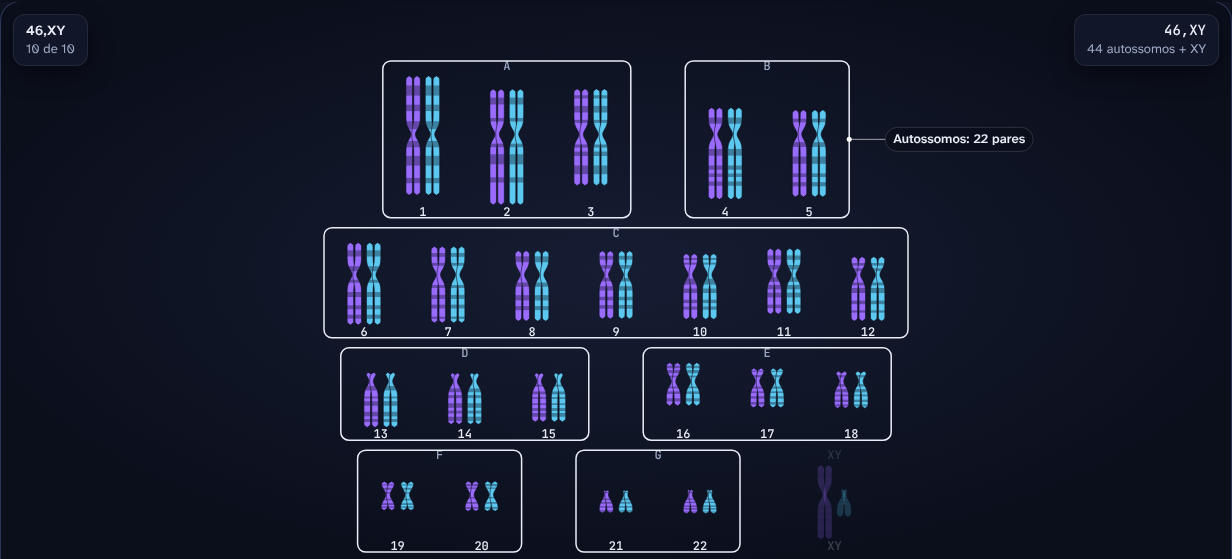 46,XY
10 de 10
46,XY
44 autossomos + XY
A
B
Autossomos: 22 pares
1 2 3
4 5
C
6 7 8 9 10 11 12
D
E
13 14 15
16 17 18
F
G
XY
19 20
21 22
XY